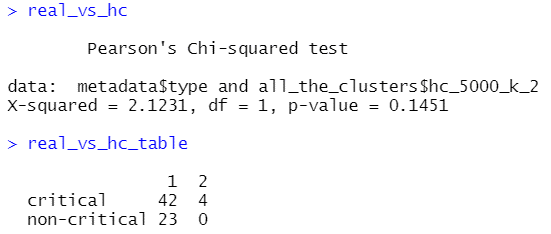 > real_vs_hc
Pearson's Chi-squared test
data:  metadata$type and all_the_clusters$hc_5000_k_2
X-squared = 2.1231, df = 1, p-value = 0.1451
> real_vs_hc_table
1  2
critical     42  4
non-critical 23  0